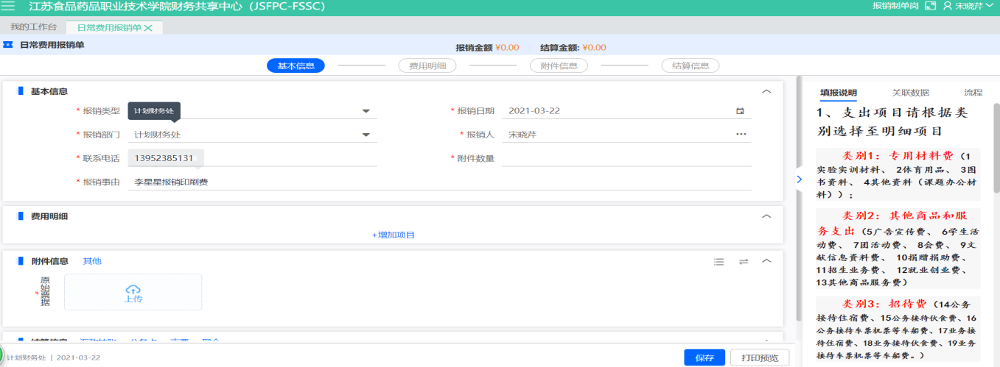 江苏食品药品职业技术学院财务共享中心（JSFPC-FSSC）
报销制单岗 宋晓芹
我的工作台 日常费用报销单
日常费用报销单 报销金额 ¥0.00 结算金额: ¥0.00
基本信息 费用明细 附件信息 结算信息
基本信息
* 报销类型 计划财务处 * 报销日期 2021-03-22
* 报销部门 计划财务处 * 报销人 宋晓芹 ...
* 联系电话 13952385131 * 附件数量
* 报销事由 李星星报销印刷费
费用明细
+增加项目
附件信息 其他
* 原始票据
上传
计划财务处 | 2021-03-22
保存 打印预览
填报说明 关联数据 流程
1、支出项目请根据类
别选择至明细项目
类别1：专用材料费（1
实验实训材料、 2体育用品、 3图
书资料、 4其他资料（课题办公材
料））；
类别2：其他商品和服
务支出（5广告宣传费、 6学生活
动费、 7团活动费、 8会费、 9文
献信息资料费、 10捐赠捐助费、
11招生业务费、 12就业创业费、
13其他商品服务费）
类别3：招待费（14公务
接待住宿费、15公务接待伙食费、16
公务接待车票机票等车船费、17业务接
待住宿费、18业务接待伙食费、19业务
接待车票机票等车船费。）